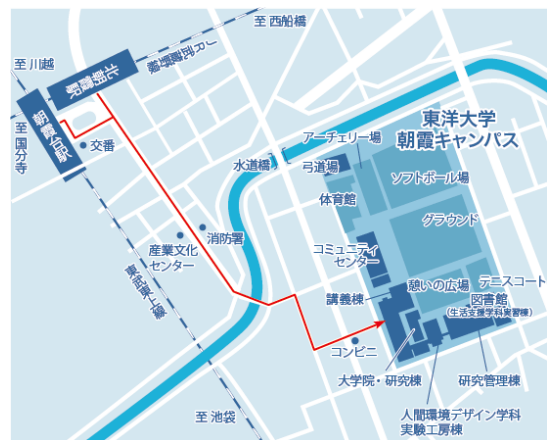 至 西船橋
至 川越
JR武蔵野線
北朝霞駅
朝霞台駅
至 国分寺
交番
東洋大学
朝霞キャンパス
アーチェリー場
水道橋
弓道場
ソフトボール場
体育館
グラウンド
消防署
産業文化
センター
コミュニティ
センター
東武東上線
憩いの広場
テニスコート
講義棟
図書館
(生活支援学科実習棟)
コンビニ
大学院・研究棟
研究管理棟
至 池袋
人間環境デザイン学科
実験工房棟